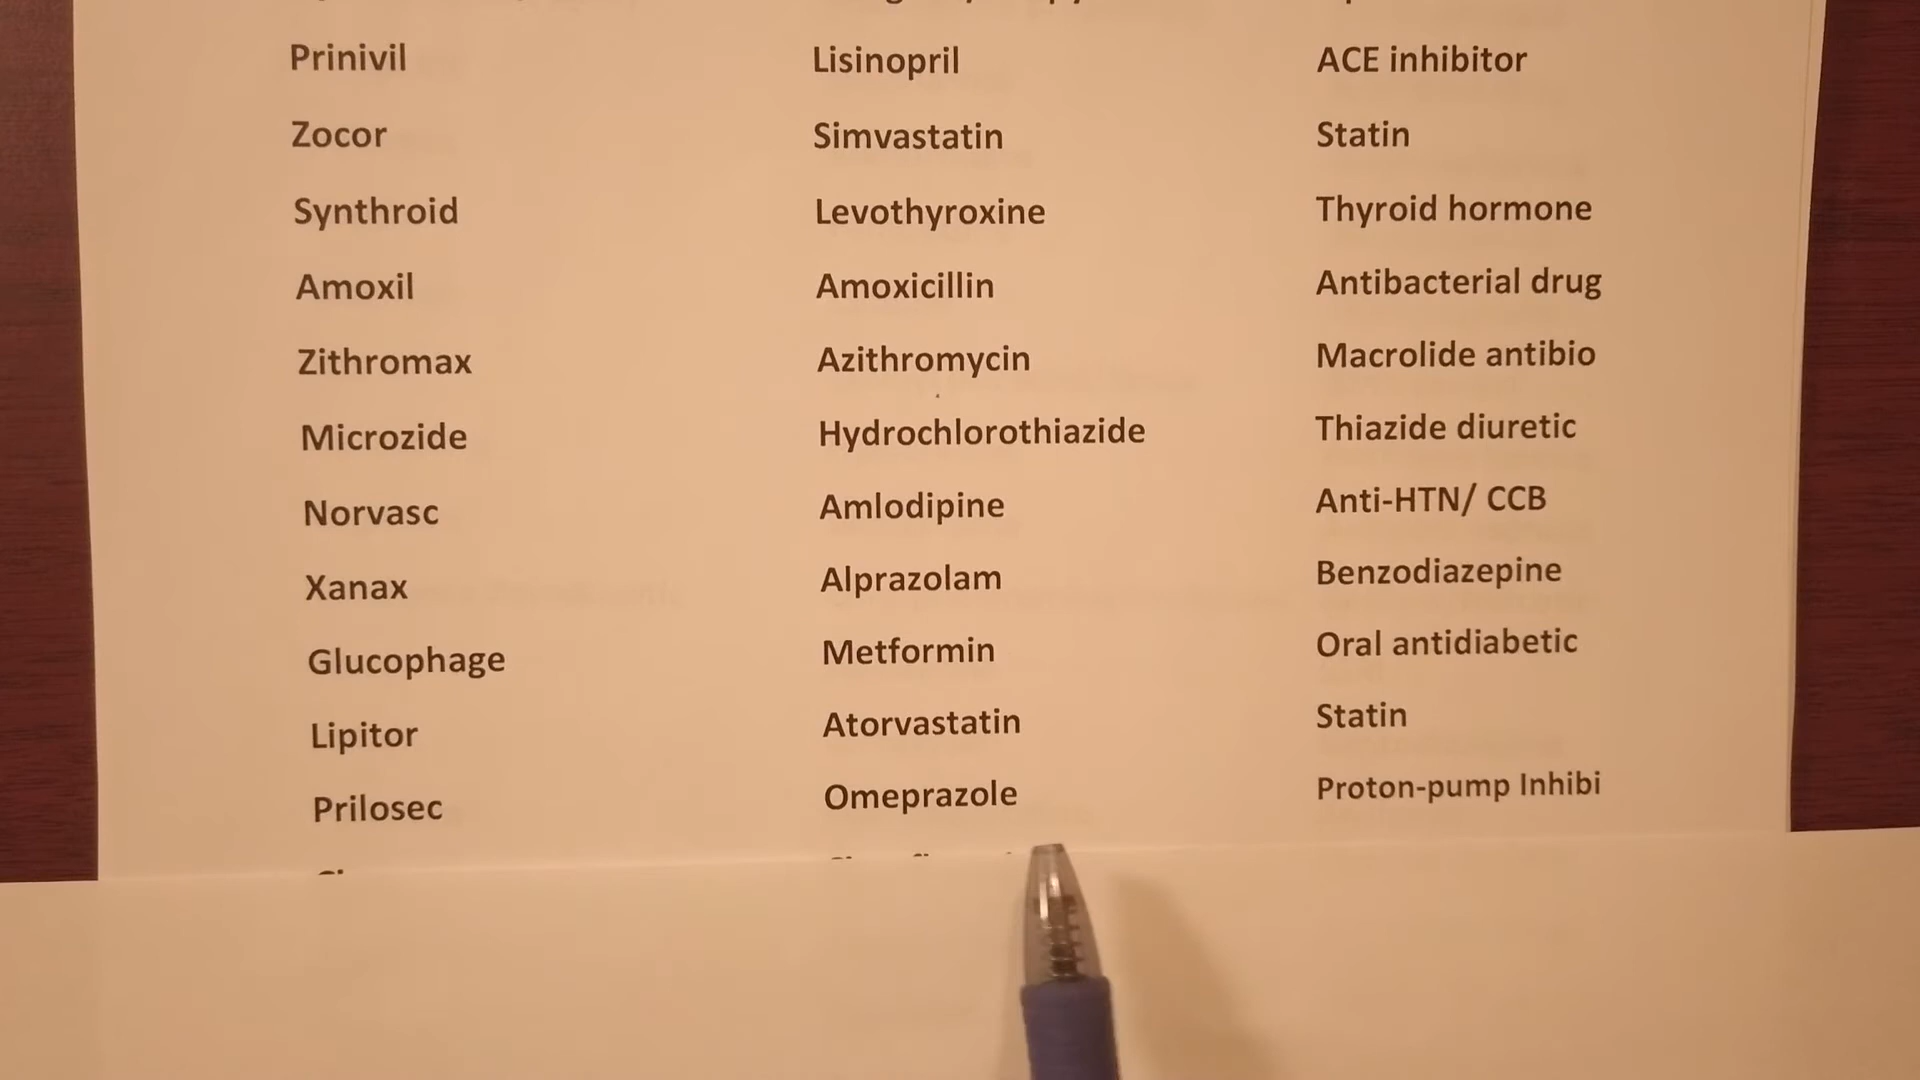 Prinivil Lisinopril ACE inhibitor
Zocor Simvastatin Statin
Synthroid Levothyroxine Thyroid hormone
Amoxil Amoxicillin Antibacterial drug
Zithromax Azithromycin Macrolide antibio
Microzide Hydrochlorothiazide Thiazide diuretic
Norvasc Amlodipine Anti-HTN/ CCB
Xanax Alprazolam Benzodiazepine
Glucophage Metformin Oral antidiabetic
Lipitor Atorvastatin Statin
Prilosec Omeprazole Proton-pump Inhibi